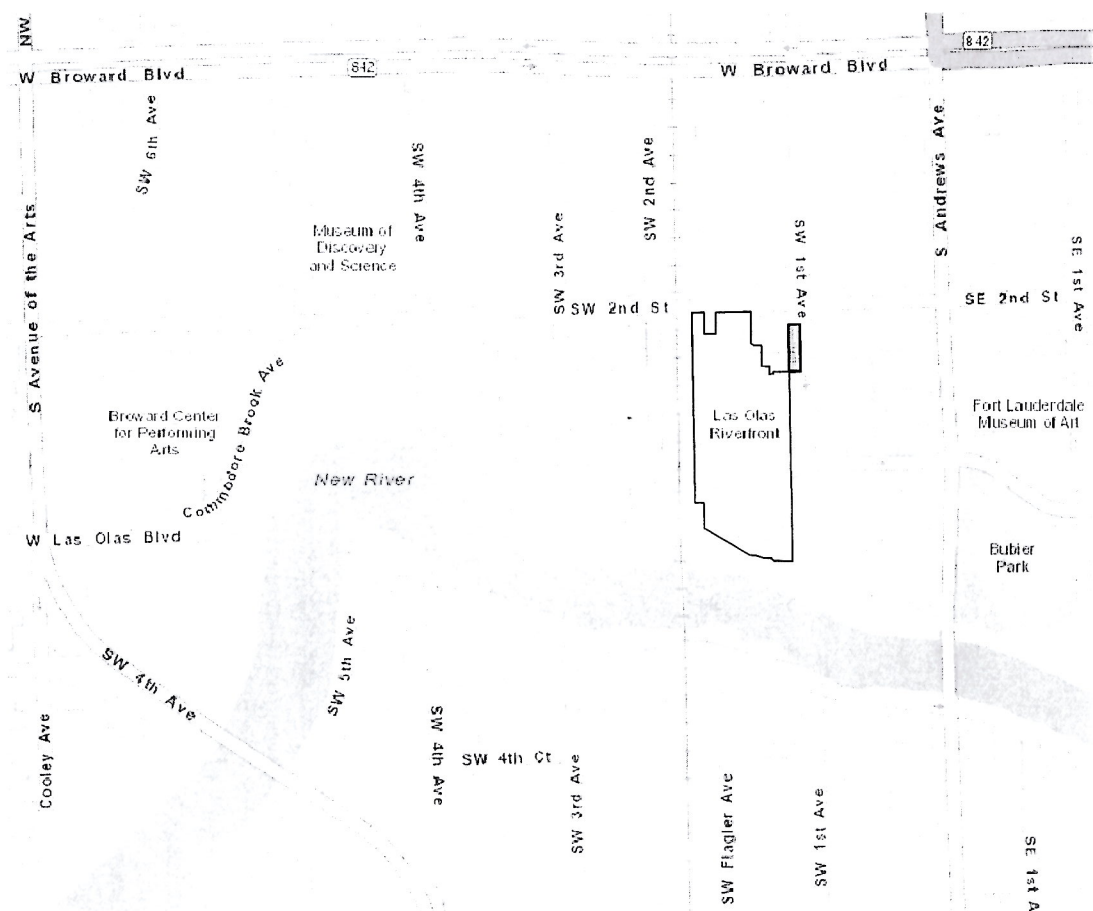 NW
842
W Broward Blvd
842
W Broward Blvd
SW 6th Ave
SW 4th Ave
SW 2nd Ave
S Andrews Ave
S Avenue of the Arts
Museum of
Discovery
and Science
SW 3rd Ave
SW 1st Ave
SE 1st Ave
SW 2nd St
SE 2nd St
Commodore Brook Ave
Broward Center
for Performing
Arts
Las Olas
Riverfront
Fort Lauderdale
Museum of Art
New River
W Las Olas Blvd
Bubier
Park
SW 4th Ave
SW 5th Ave
Cooley Ave
SW 4th Ave
SW 4th Ct
SW 3rd Ave
SW Flagler Ave
SW 1st Ave
SE 1st A